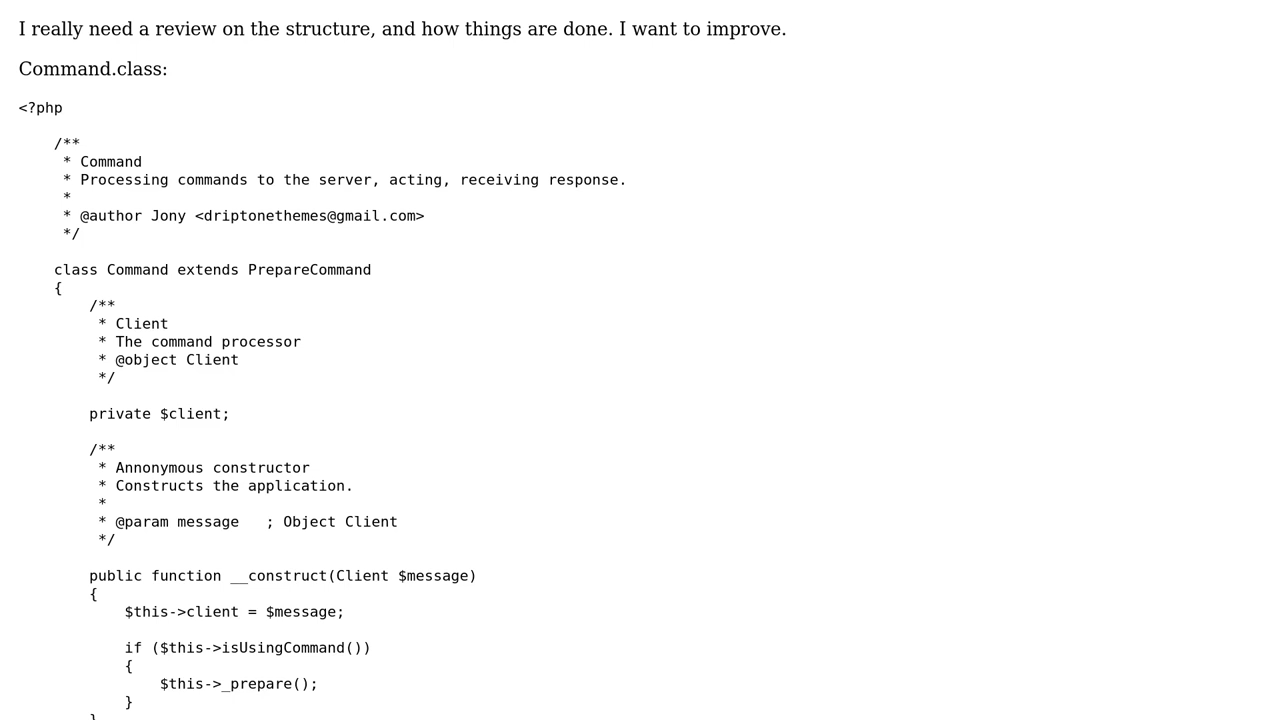 I really need a review on the structure, and how things are done. I want to improve.
Command.class:
<?php
    /**
     * Command
     * Processing commands to the server, acting, receiving response.
     *
     * @author Jony <driptonethemes@gmail.com>
     */
    class Command extends PrepareCommand
    {
        /**
         * Client
         * The command processor
         * @object Client
         */
        private $client;
        /**
         * Annonymous constructor
         * Constructs the application.
         *
         * @param message   ; Object Client
         */
        public function __construct(Client $message)
        {
            $this->client = $message;
            if ($this->isUsingCommand())
            {
                $this->_prepare();
            }
        }